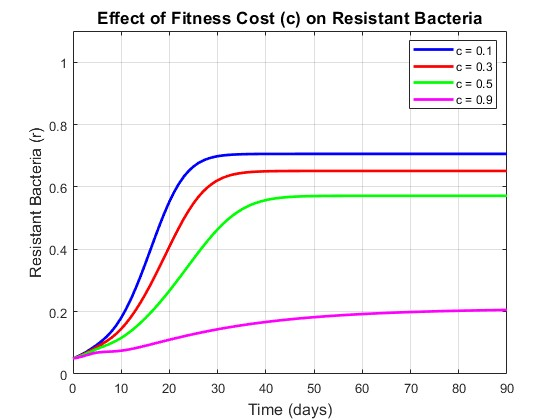 Effect of Fitness Cost (c) on Resistant Bacteria
c = 0.1
c = 0.3
c = 0.5
c = 0.9
Resistant Bacteria (r)
1
0.8
0.6
0.4
0.2
0
0 10 20 30 40 50 60 70 80 90
Time (days)